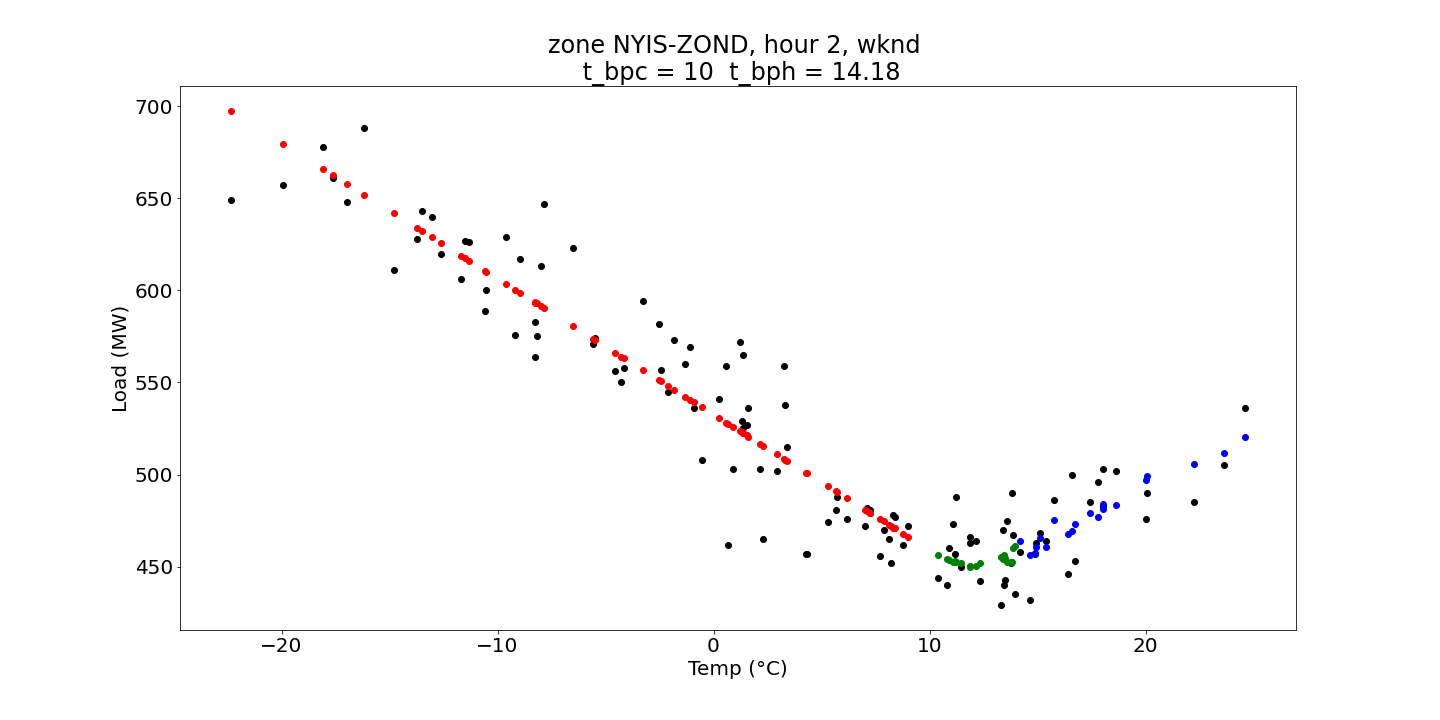 zone NYIS-ZOND, hour 2, wknd
t_bpc = 10  t_bph = 14.18
700
650
600
550
500
450
Load (MW)
−20
−10
0
10
20
Temp (°C)